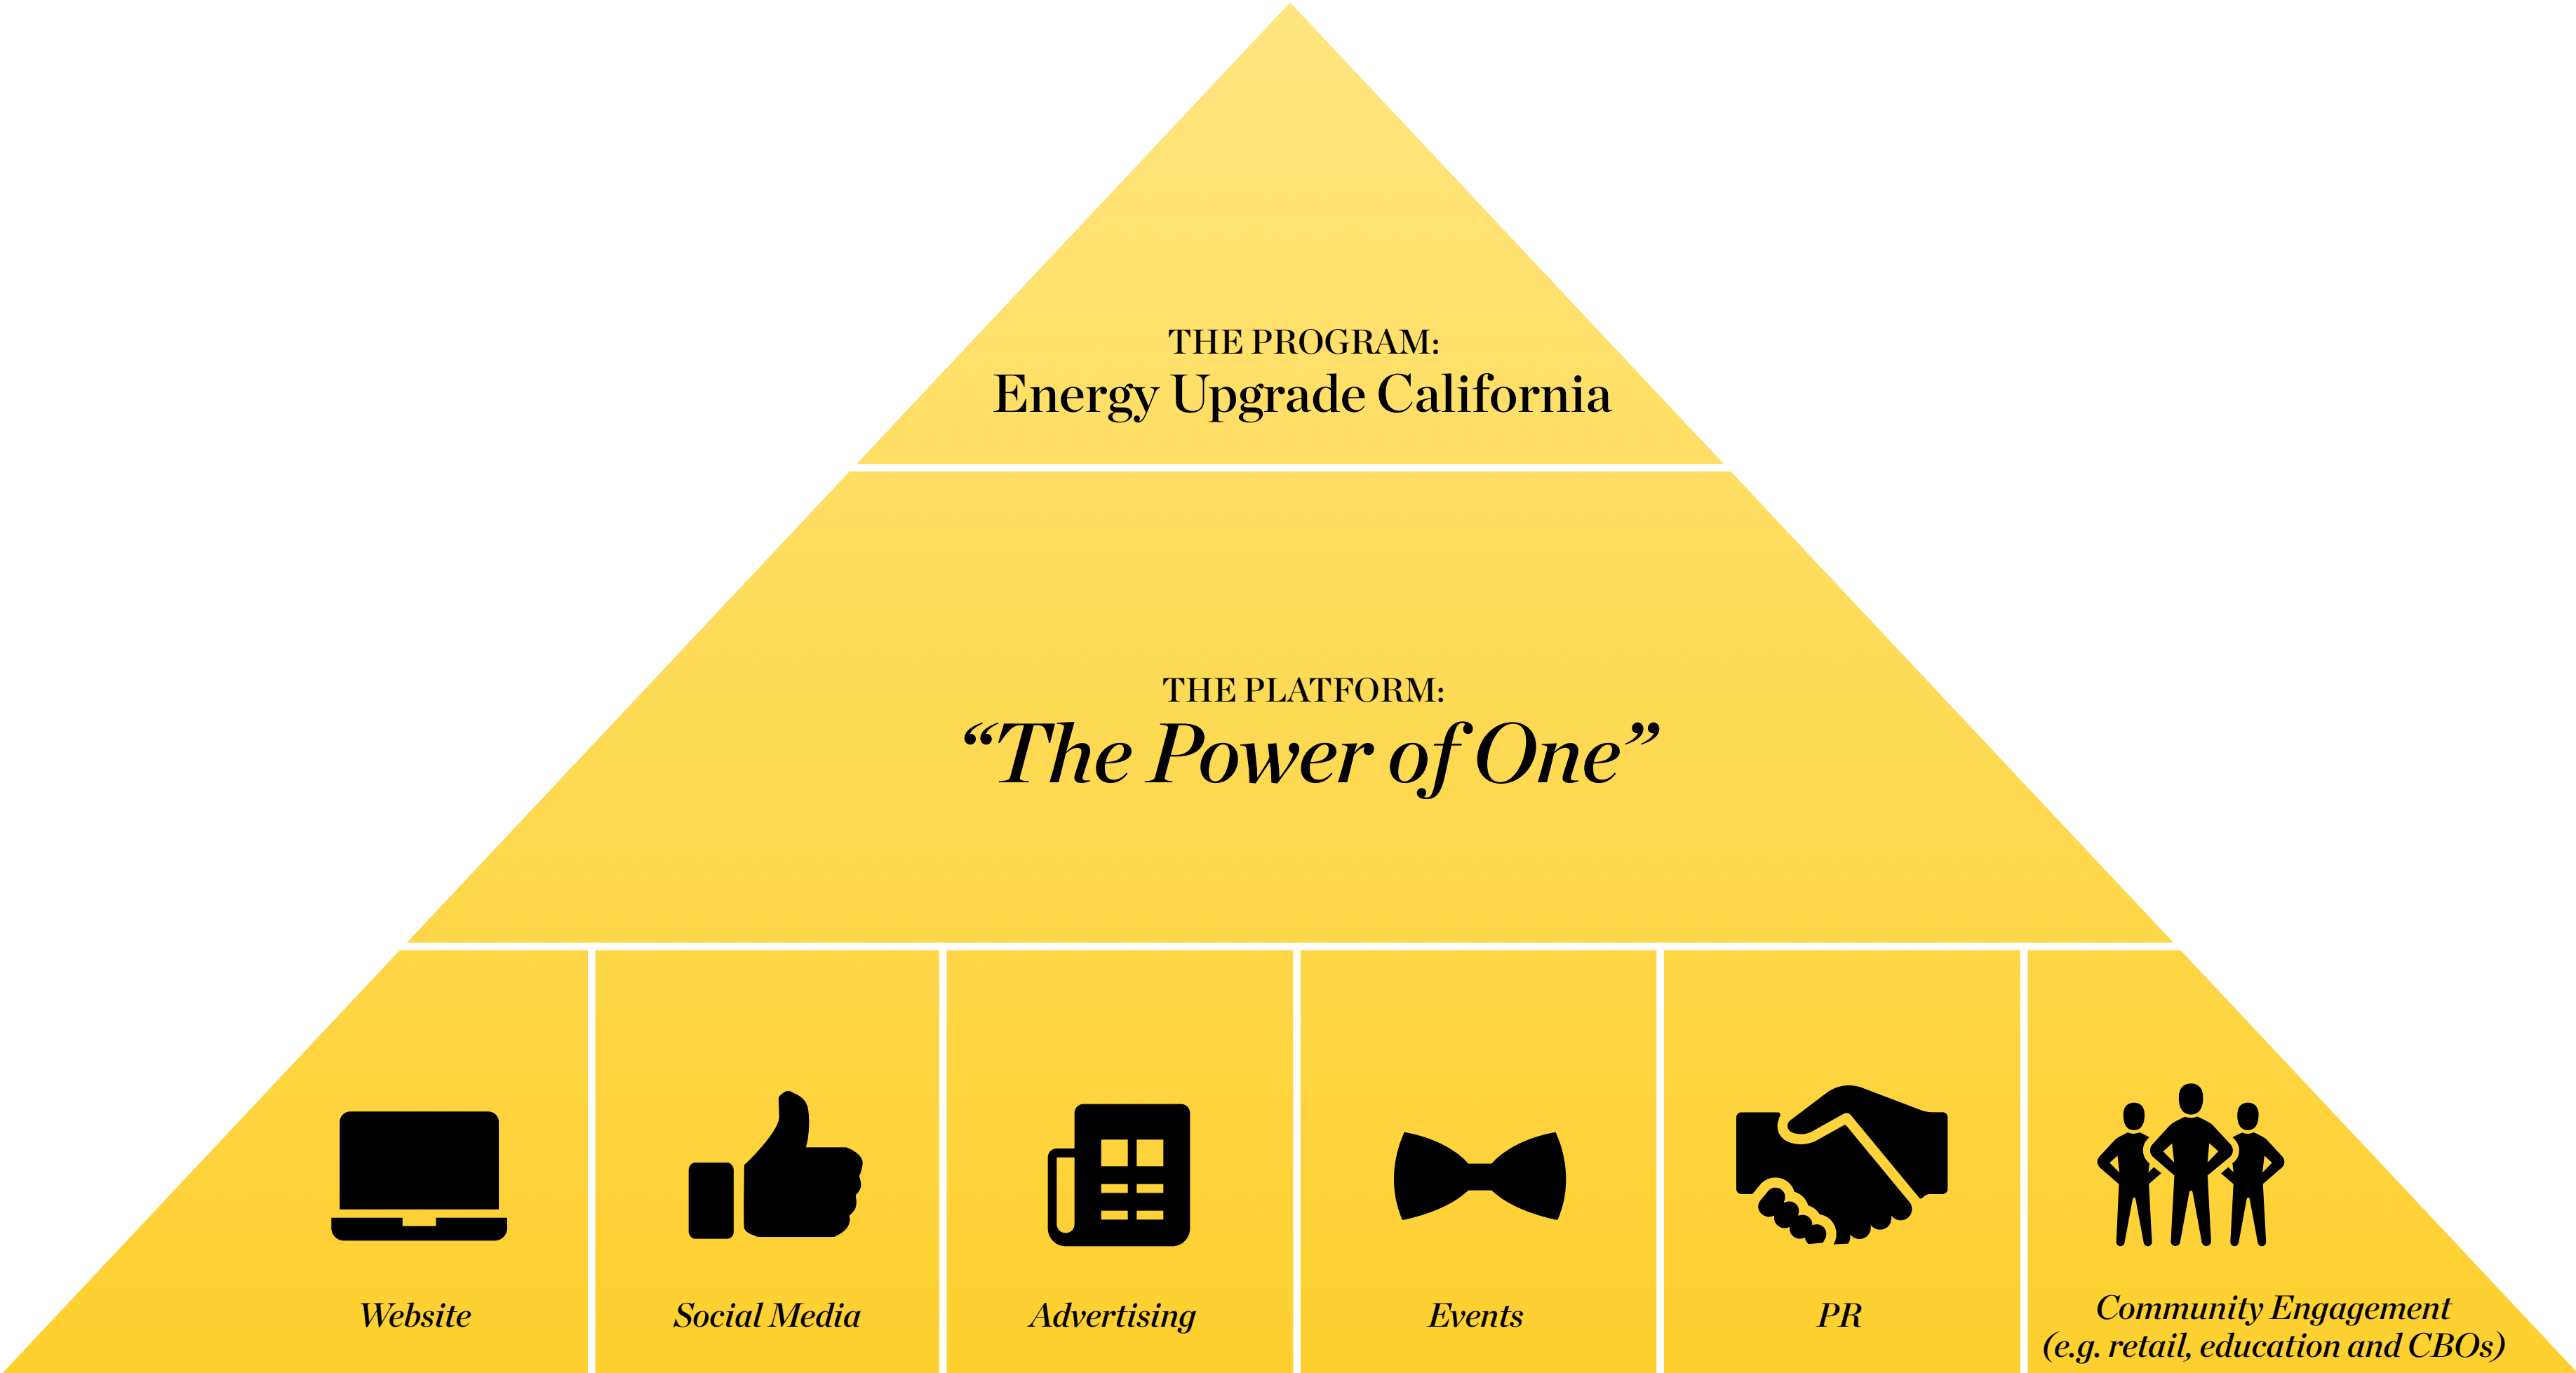 THE PROGRAM:
Energy Upgrade California
THE PLATFORM:
“The Power of One”
Website
Social Media
Advertising
Events
PR
Community Engagement
(e.g. retail, education and CBOs)